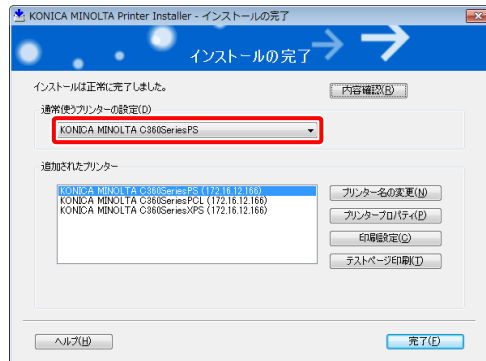 KONICA MINOLTA Printer Installer - インストールの完了
インストールの完了
インストールは正常に完了しました。
内容確認(R)
通常使うプリンターの設定(D)
KONICA MINOLTA C360SeriesPS
追加されたプリンター
KONICA MINOLTA C360SeriesPS (172.16.12.166)
KONICA MINOLTA C360SeriesPCL (172.16.12.166)
KONICA MINOLTA C360SeriesXPS (172.16.12.166)
プリンター名の変更(N)
プリンタープロパティ(P)
印刷設定(C)
テストページ印刷(T)
ヘルプ(H)
完了(F)